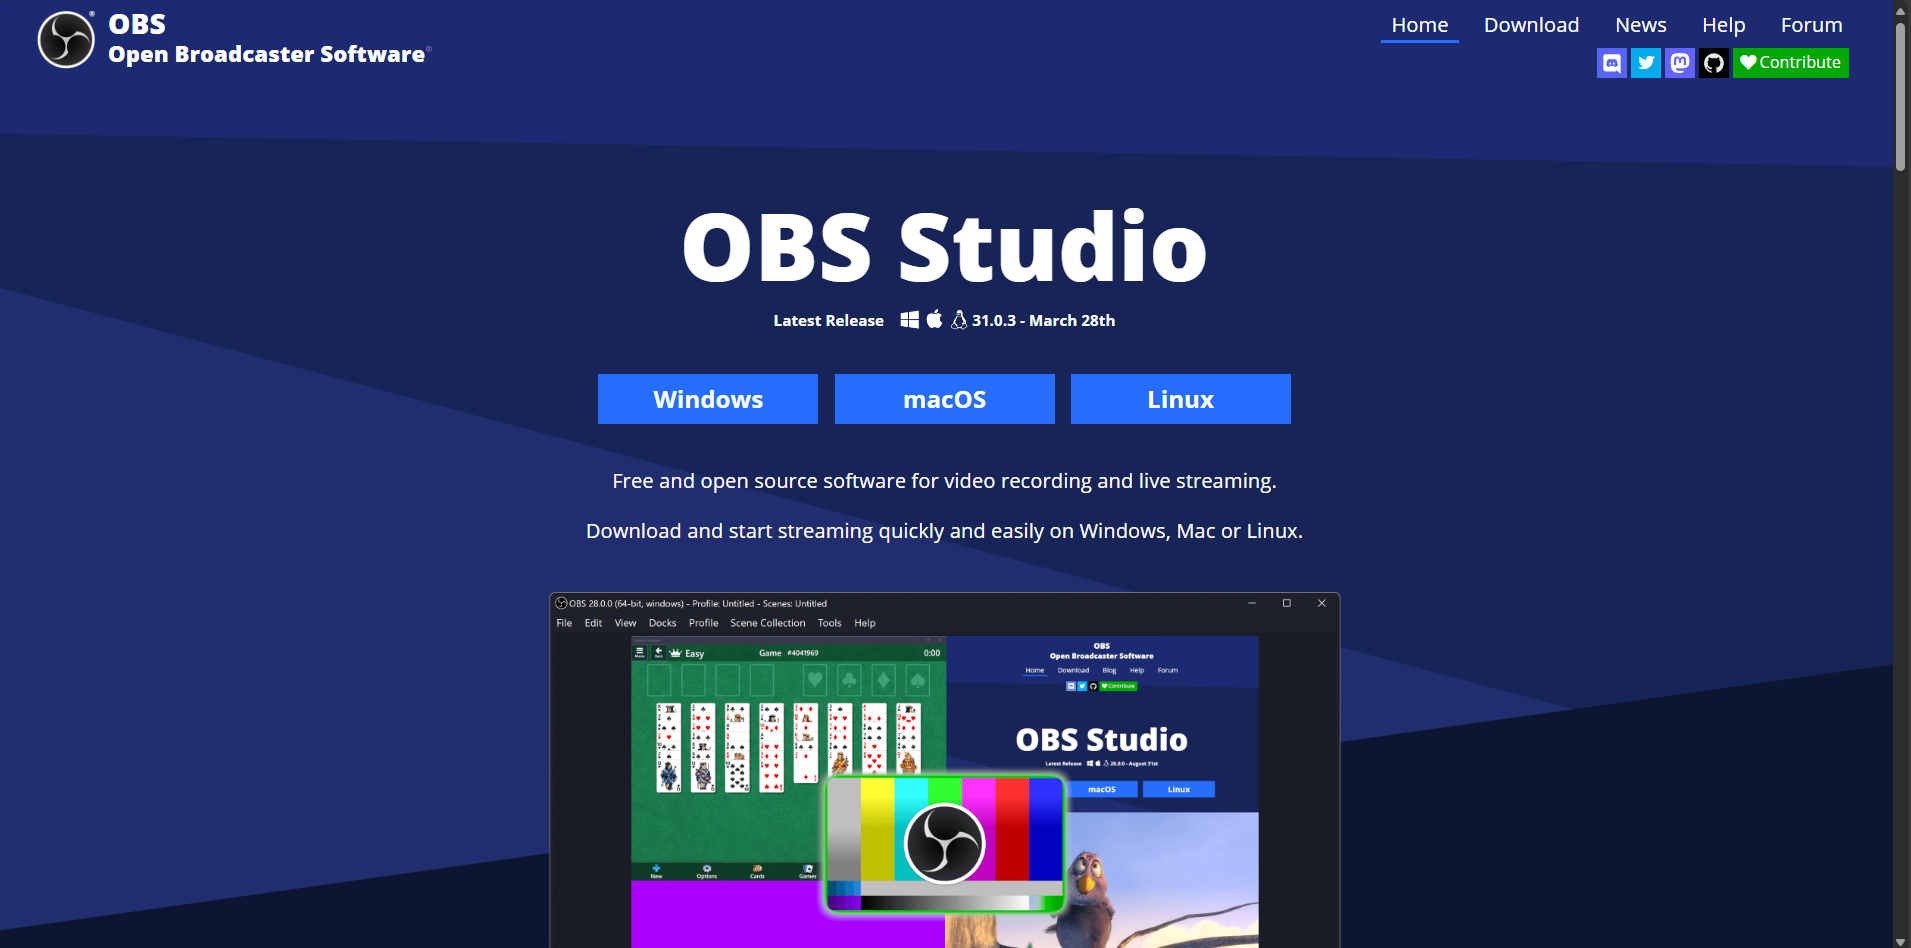 OBS
Open Broadcaster Software
Home Download News Help Forum
Contribute
OBS Studio
Latest Release 31.0.3 - March 28th
Windows macOS Linux
Free and open source software for video recording and live streaming.
Download and start streaming quickly and easily on Windows, Mac or Linux.
OBS 28.0.0 (64-bit, windows) - Profile: Untitled - Scenes: Untitled
File Edit View Docks Profile Scene Collection Tools Help
Menu Back Easy Game #4041969 0:00
New Options Cards Games
OBS
Open Broadcaster Software
Home Download Blog Help Forum
Contribute
OBS Studio
Latest Release 28.0.0 - August 31st
macOS Linux